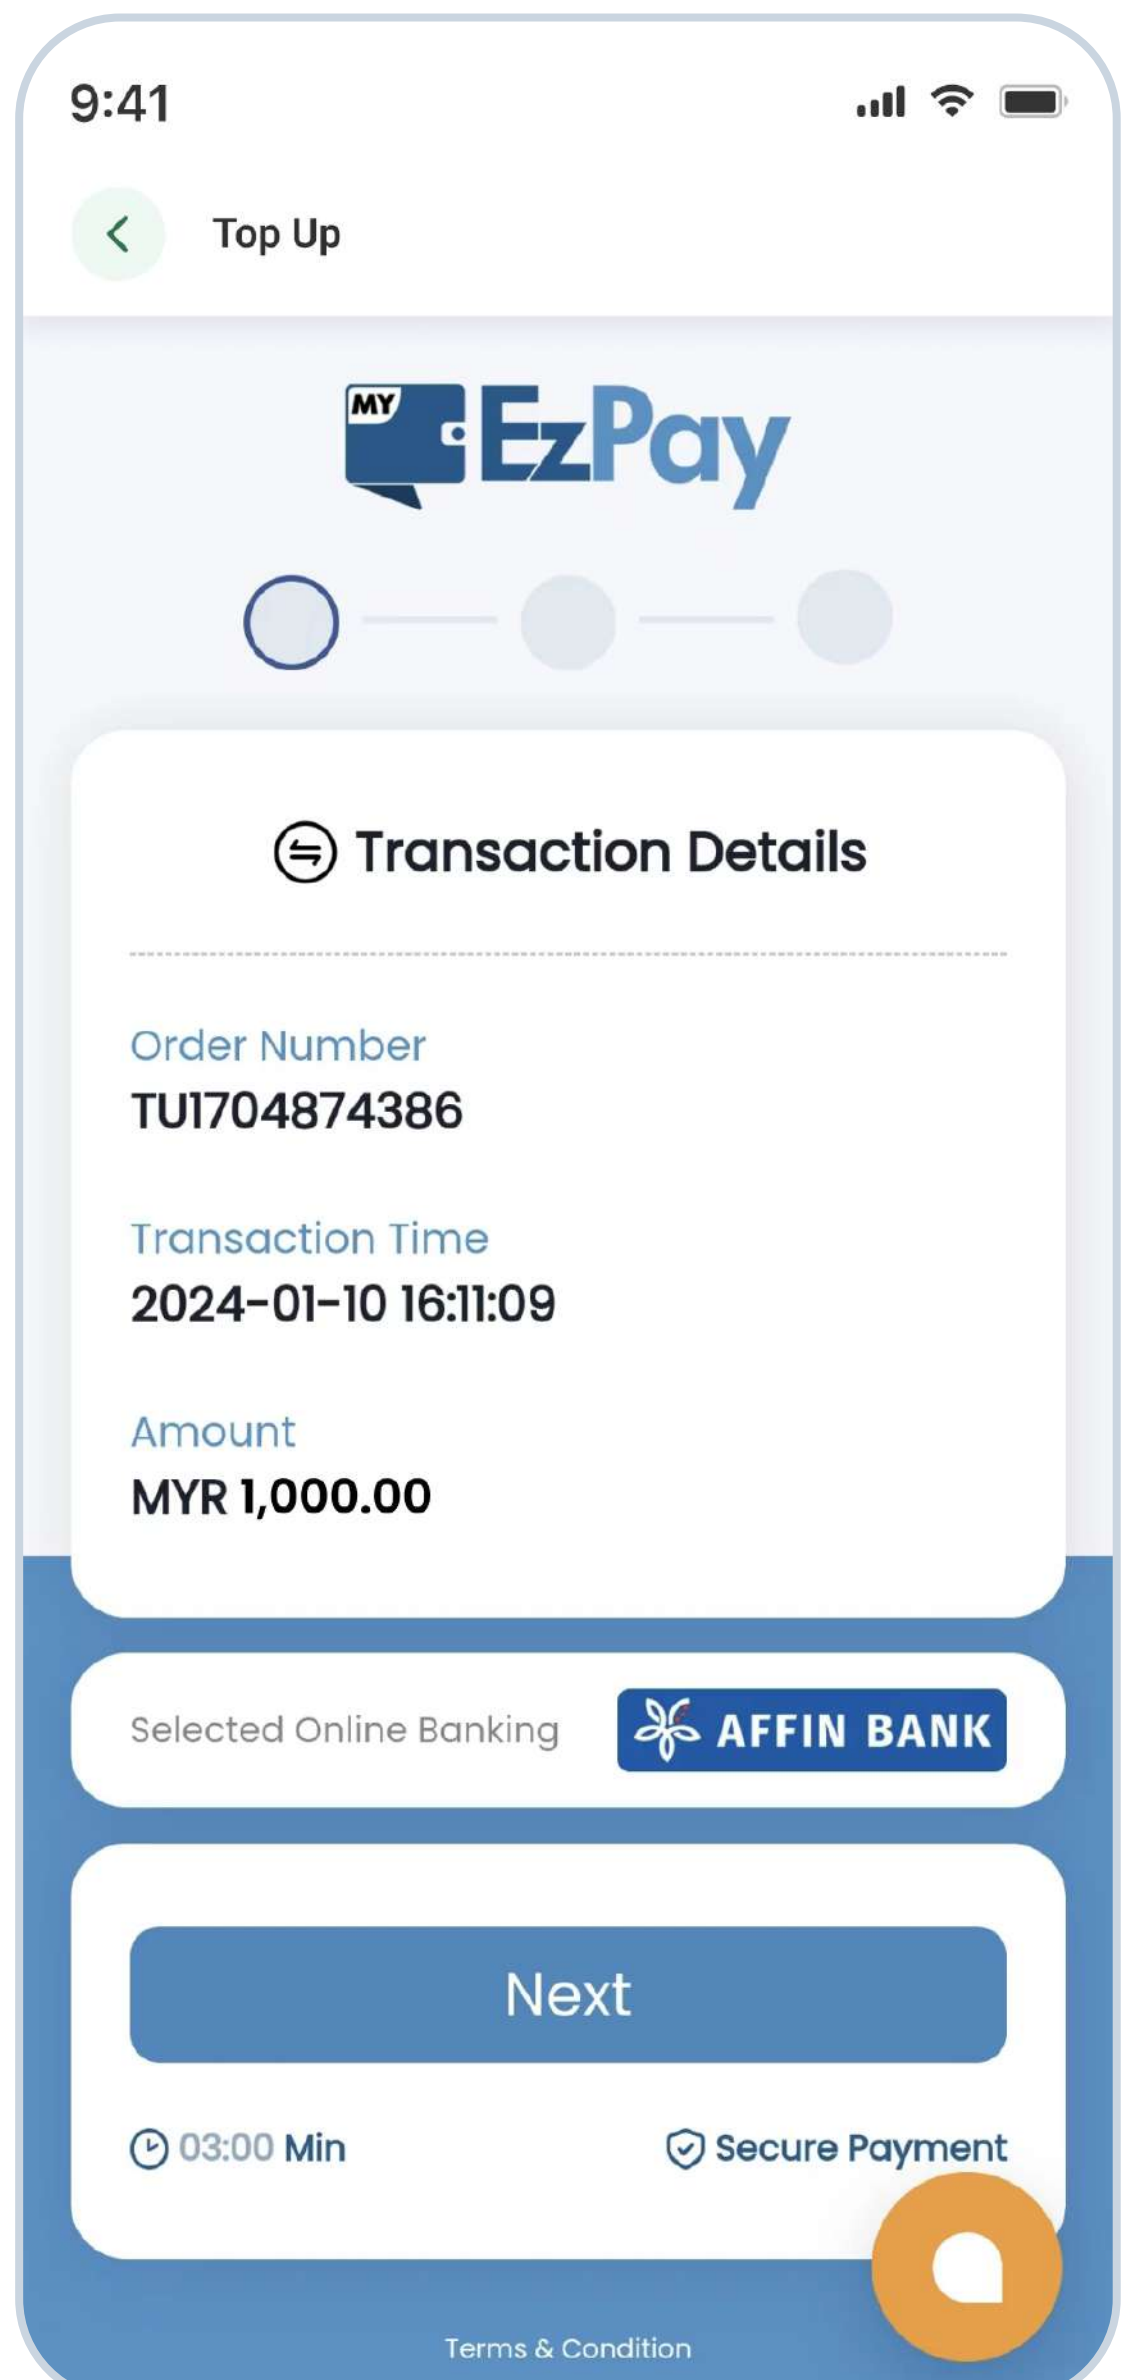 9:41
Top Up
MY EzPay
Transaction Details
Order Number
TU1704874386
Transaction Time
2024-01-10 16:11:09
Amount
MYR 1,000.00
Selected Online Banking AFFIN BANK
Next
03:00 Min Secure Payment
Terms & Condition